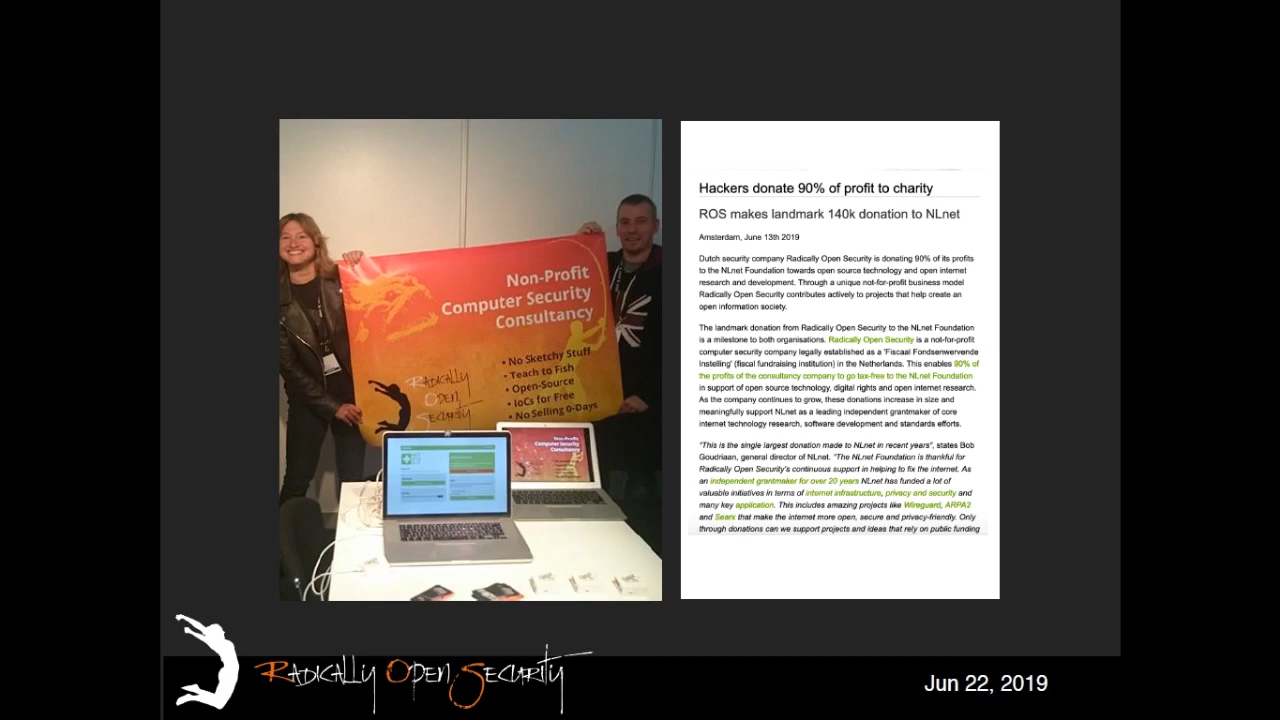 Non-Profit
Computer Security
Consultancy
• No Sketchy Stuff
• Teach to Fish
• Open-Source
• IoCs for Free
• No Selling 0-Days
Radically
Open
Security
Non-Profit
Computer Security
Consultancy
Hackers donate 90% of profit to charity
ROS makes landmark 140k donation to NLnet
Amsterdam, June 13th 2019
Dutch security company Radically Open Security is donating 90% of its profits
to the NLnet Foundation towards open source technology and open internet
research and development. Through a unique not-for-profit business model
Radically Open Security contributes actively to projects that help create an
open information society.
The landmark donation from Radically Open Security to the NLnet Foundation
is a milestone to both organisations. Radically Open Security is a not-for-profit
computer security company legally established as a 'Fiscaal Fondsenwervende
Instelling' (fiscal fundraising institution) in the Netherlands. This enables 90% of
the profits of the consultancy company to go tax-free to the NLnet Foundation
in support of open source technology, digital rights and open internet research.
As the company continues to grow, these donations increase in size and
meaningfully support NLnet as a leading independent grantmaker of core
internet technology research, software development and standards efforts.
"This is the single largest donation made to NLnet in recent years", states Bob
Goudriaan, general director of NLnet. "The NLnet Foundation is thankful for
Radically Open Security's continuous support in helping to fix the internet. As
an independent grantmaker for over 20 years NLnet has funded a lot of
valuable initiatives in terms of internet infrastructure, privacy and security and
many key application. This includes amazing projects like Wireguard, ARPA2
and Searx that make the internet more open, secure and privacy-friendly. Only
through donations can we support projects and ideas that rely on public funding
Radically Open Security
Jun 22, 2019